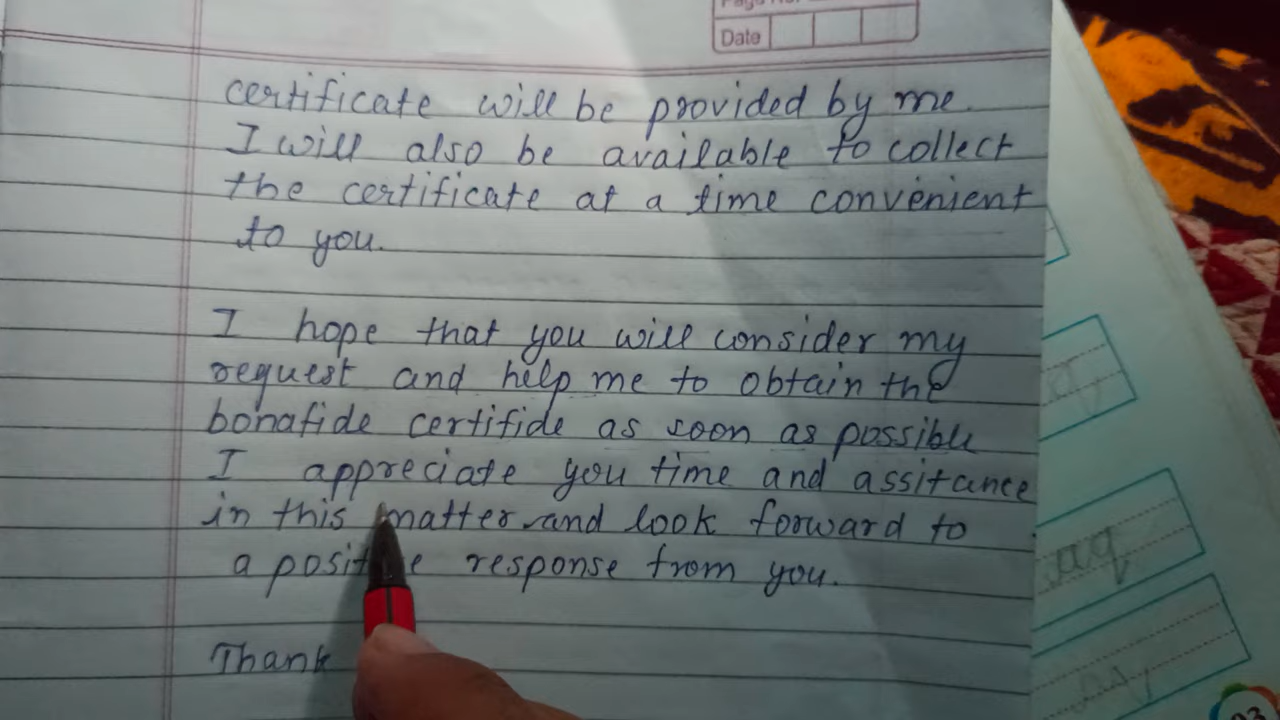 Date
certificate will be provided by me.
I will also be available to collect
the certificate at a time convenient
to you.
I hope that you will consider my
request and help me to obtain the
bonafide certifide as soon as possible
I appreciate you time and assitance
in this matter and look forward to
a response from you.
Thank